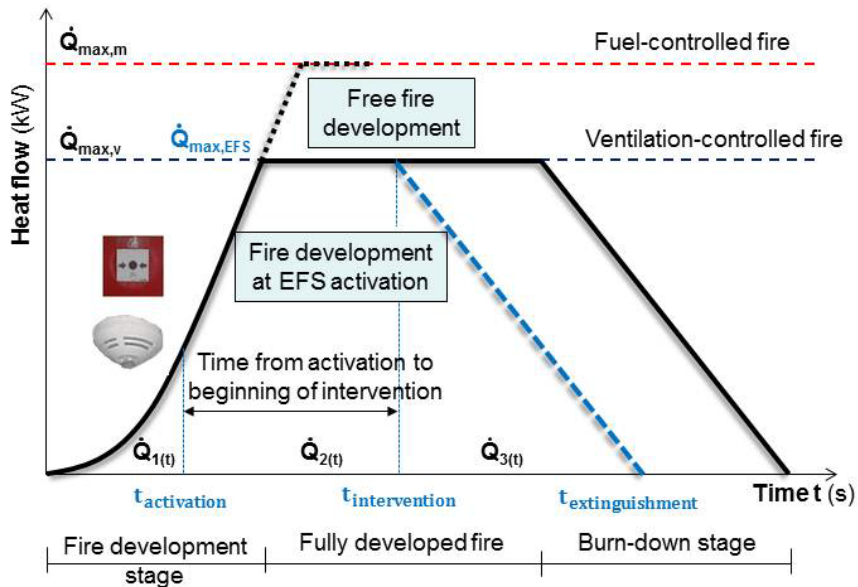 Q̇max,m
Fuel-controlled fire
Free fire
development
Q̇max,v
Q̇max,EFS
Ventilation-controlled fire
Heat flow (kW)
Fire development
at EFS activation
Time from activation to
beginning of intervention
Q̇1(t)
Q̇2(t)
Q̇3(t)
tactivation
tintervention
textinguishment
Time t (s)
Fire development
stage
Fully developed fire
Burn-down stage